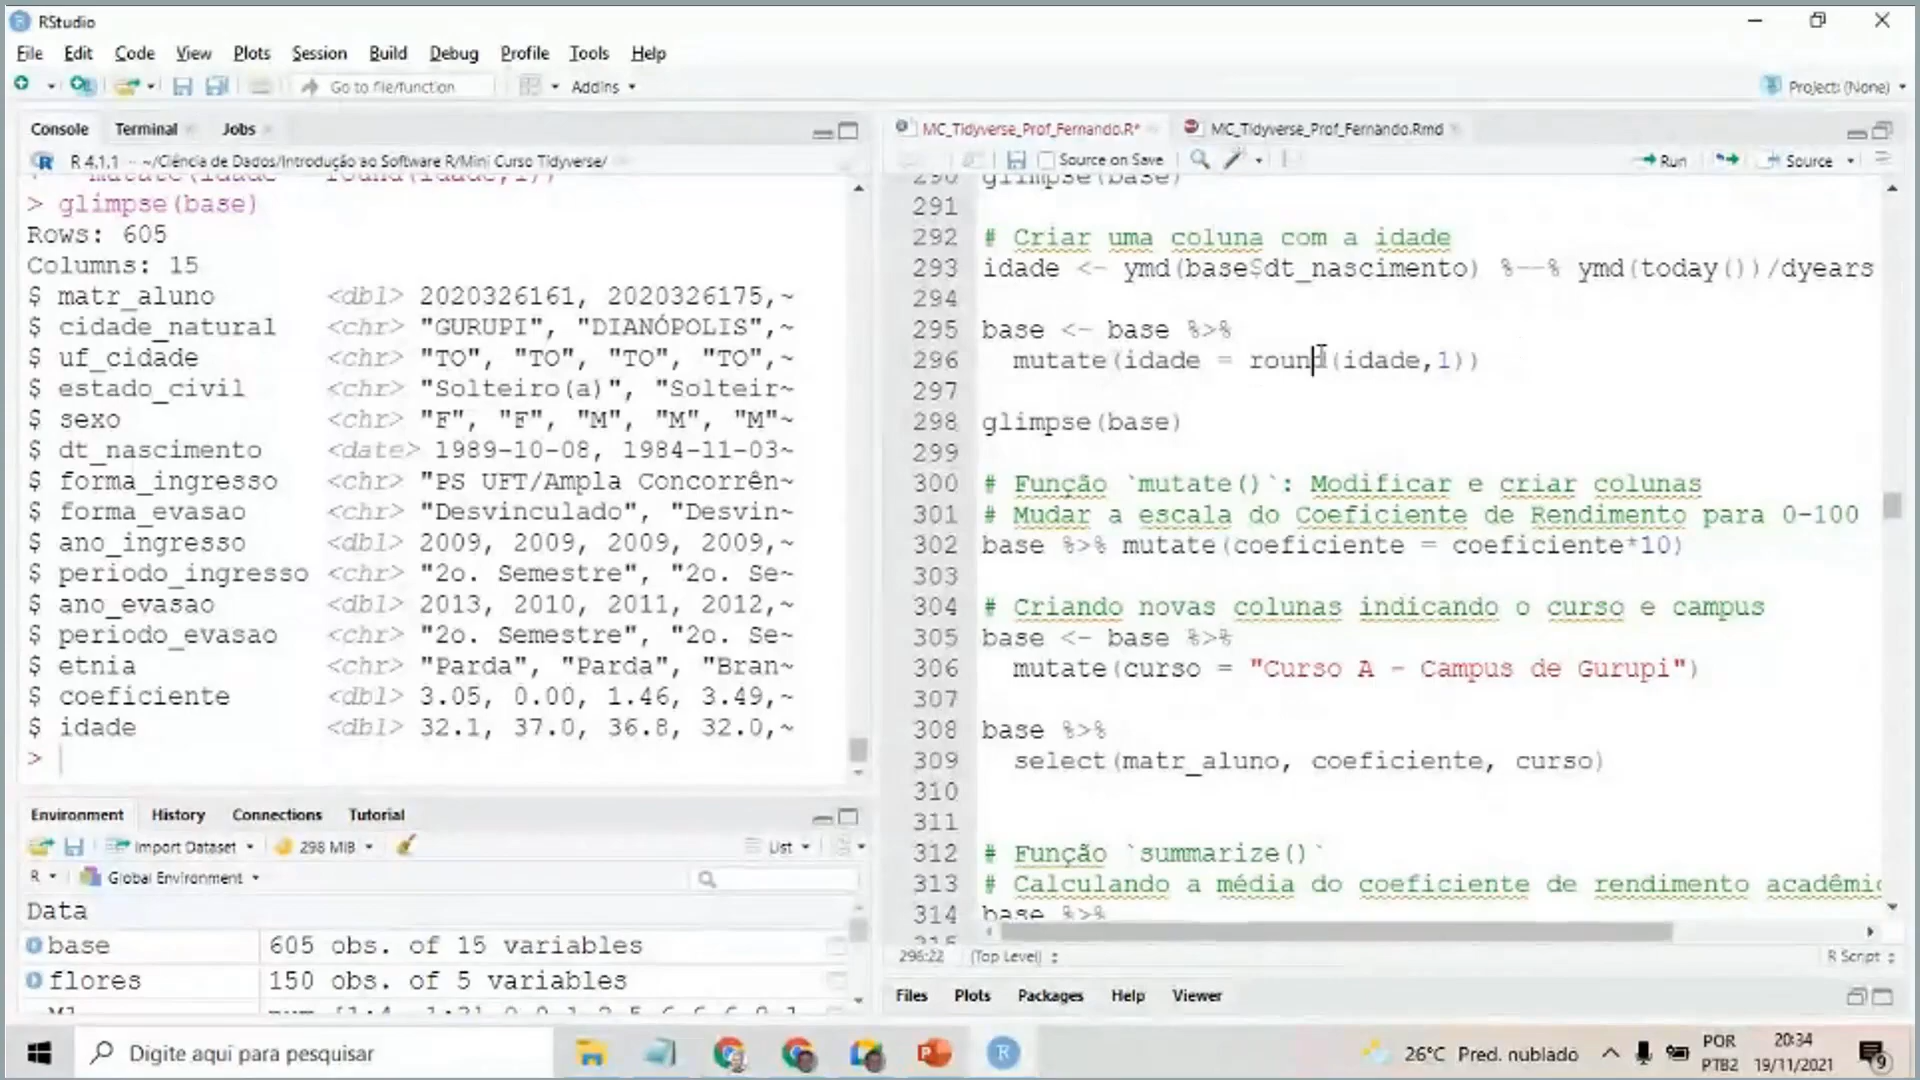 RStudio
File Edit Code View Plots Session Build Debug Profile Tools Help
Go to file/function Addins Project: (None)
Console Terminal Jobs
R 4.1.1 · ~/Ciência de Dados/Introdução ao Software R/Mini Curso Tidyverse/
mutate(idade = round(idade,1))
> glimpse(base)
Rows: 605
Columns: 15
$ matr_aluno <dbl> 2020326161, 2020326175,~
$ cidade_natural <chr> "GURUPI", "DIANÓPOLIS",~
$ uf_cidade <chr> "TO", "TO", "TO", "TO",~
$ estado_civil <chr> "Solteiro(a)", "Solteir~
$ sexo <chr> "F", "F", "M", "M", "M"~
$ dt_nascimento <date> 1989-10-08, 1984-11-03~
$ forma_ingresso <chr> "PS UFT/Ampla Concorrên~
$ forma_evasao <chr> "Desvinculado", "Desvin~
$ ano_ingresso <dbl> 2009, 2009, 2009, 2009,~
$ periodo_ingresso <chr> "2o. Semestre", "2o. Se~
$ ano_evasao <dbl> 2013, 2010, 2011, 2012,~
$ periodo_evasao <chr> "2o. Semestre", "2o. Se~
$ etnia <chr> "Parda", "Parda", "Bran~
$ coeficiente <dbl> 3.05, 0.00, 1.46, 3.49,~
$ idade <dbl> 32.1, 37.0, 36.8, 32.0,~
>
Environment History Connections Tutorial
Import Dataset 298 MiB List
R Global Environment
Data
base 605 obs. of 15 variables
flores 150 obs. of 5 variables
MC_Tidyverse_Prof_Fernando.R* MC_Tidyverse_Prof_Fernando.Rmd
Source on Save Run Source
290 glimpse(base)
291
292 # Criar uma coluna com a idade
293 idade <- ymd(base$dt_nascimento) %--% ymd(today())/dyears
294
295 base <- base %>%
296 mutate(idade = round(idade,1))
297
298 glimpse(base)
299
300 # Função `mutate()`: Modificar e criar colunas
301 # Mudar a escala do Coeficiente de Rendimento para 0-100
302 base %>% mutate(coeficiente = coeficiente*10)
303
304 # Criando novas colunas indicando o curso e campus
305 base <- base %>%
306 mutate(curso = "Curso A - Campus de Gurupi")
307
308 base %>%
309 select(matr_aluno, coeficiente, curso)
310
311
312 # Função `summarize()`
313 # Calculando a média do coeficiente de rendimento acadêmic
314 base %>%
315
296:22 (Top Level) R Script
Files Plots Packages Help Viewer
Digite aqui para pesquisar
26°C Pred. nublado
POR
PTB2
20:34
19/11/2021
9